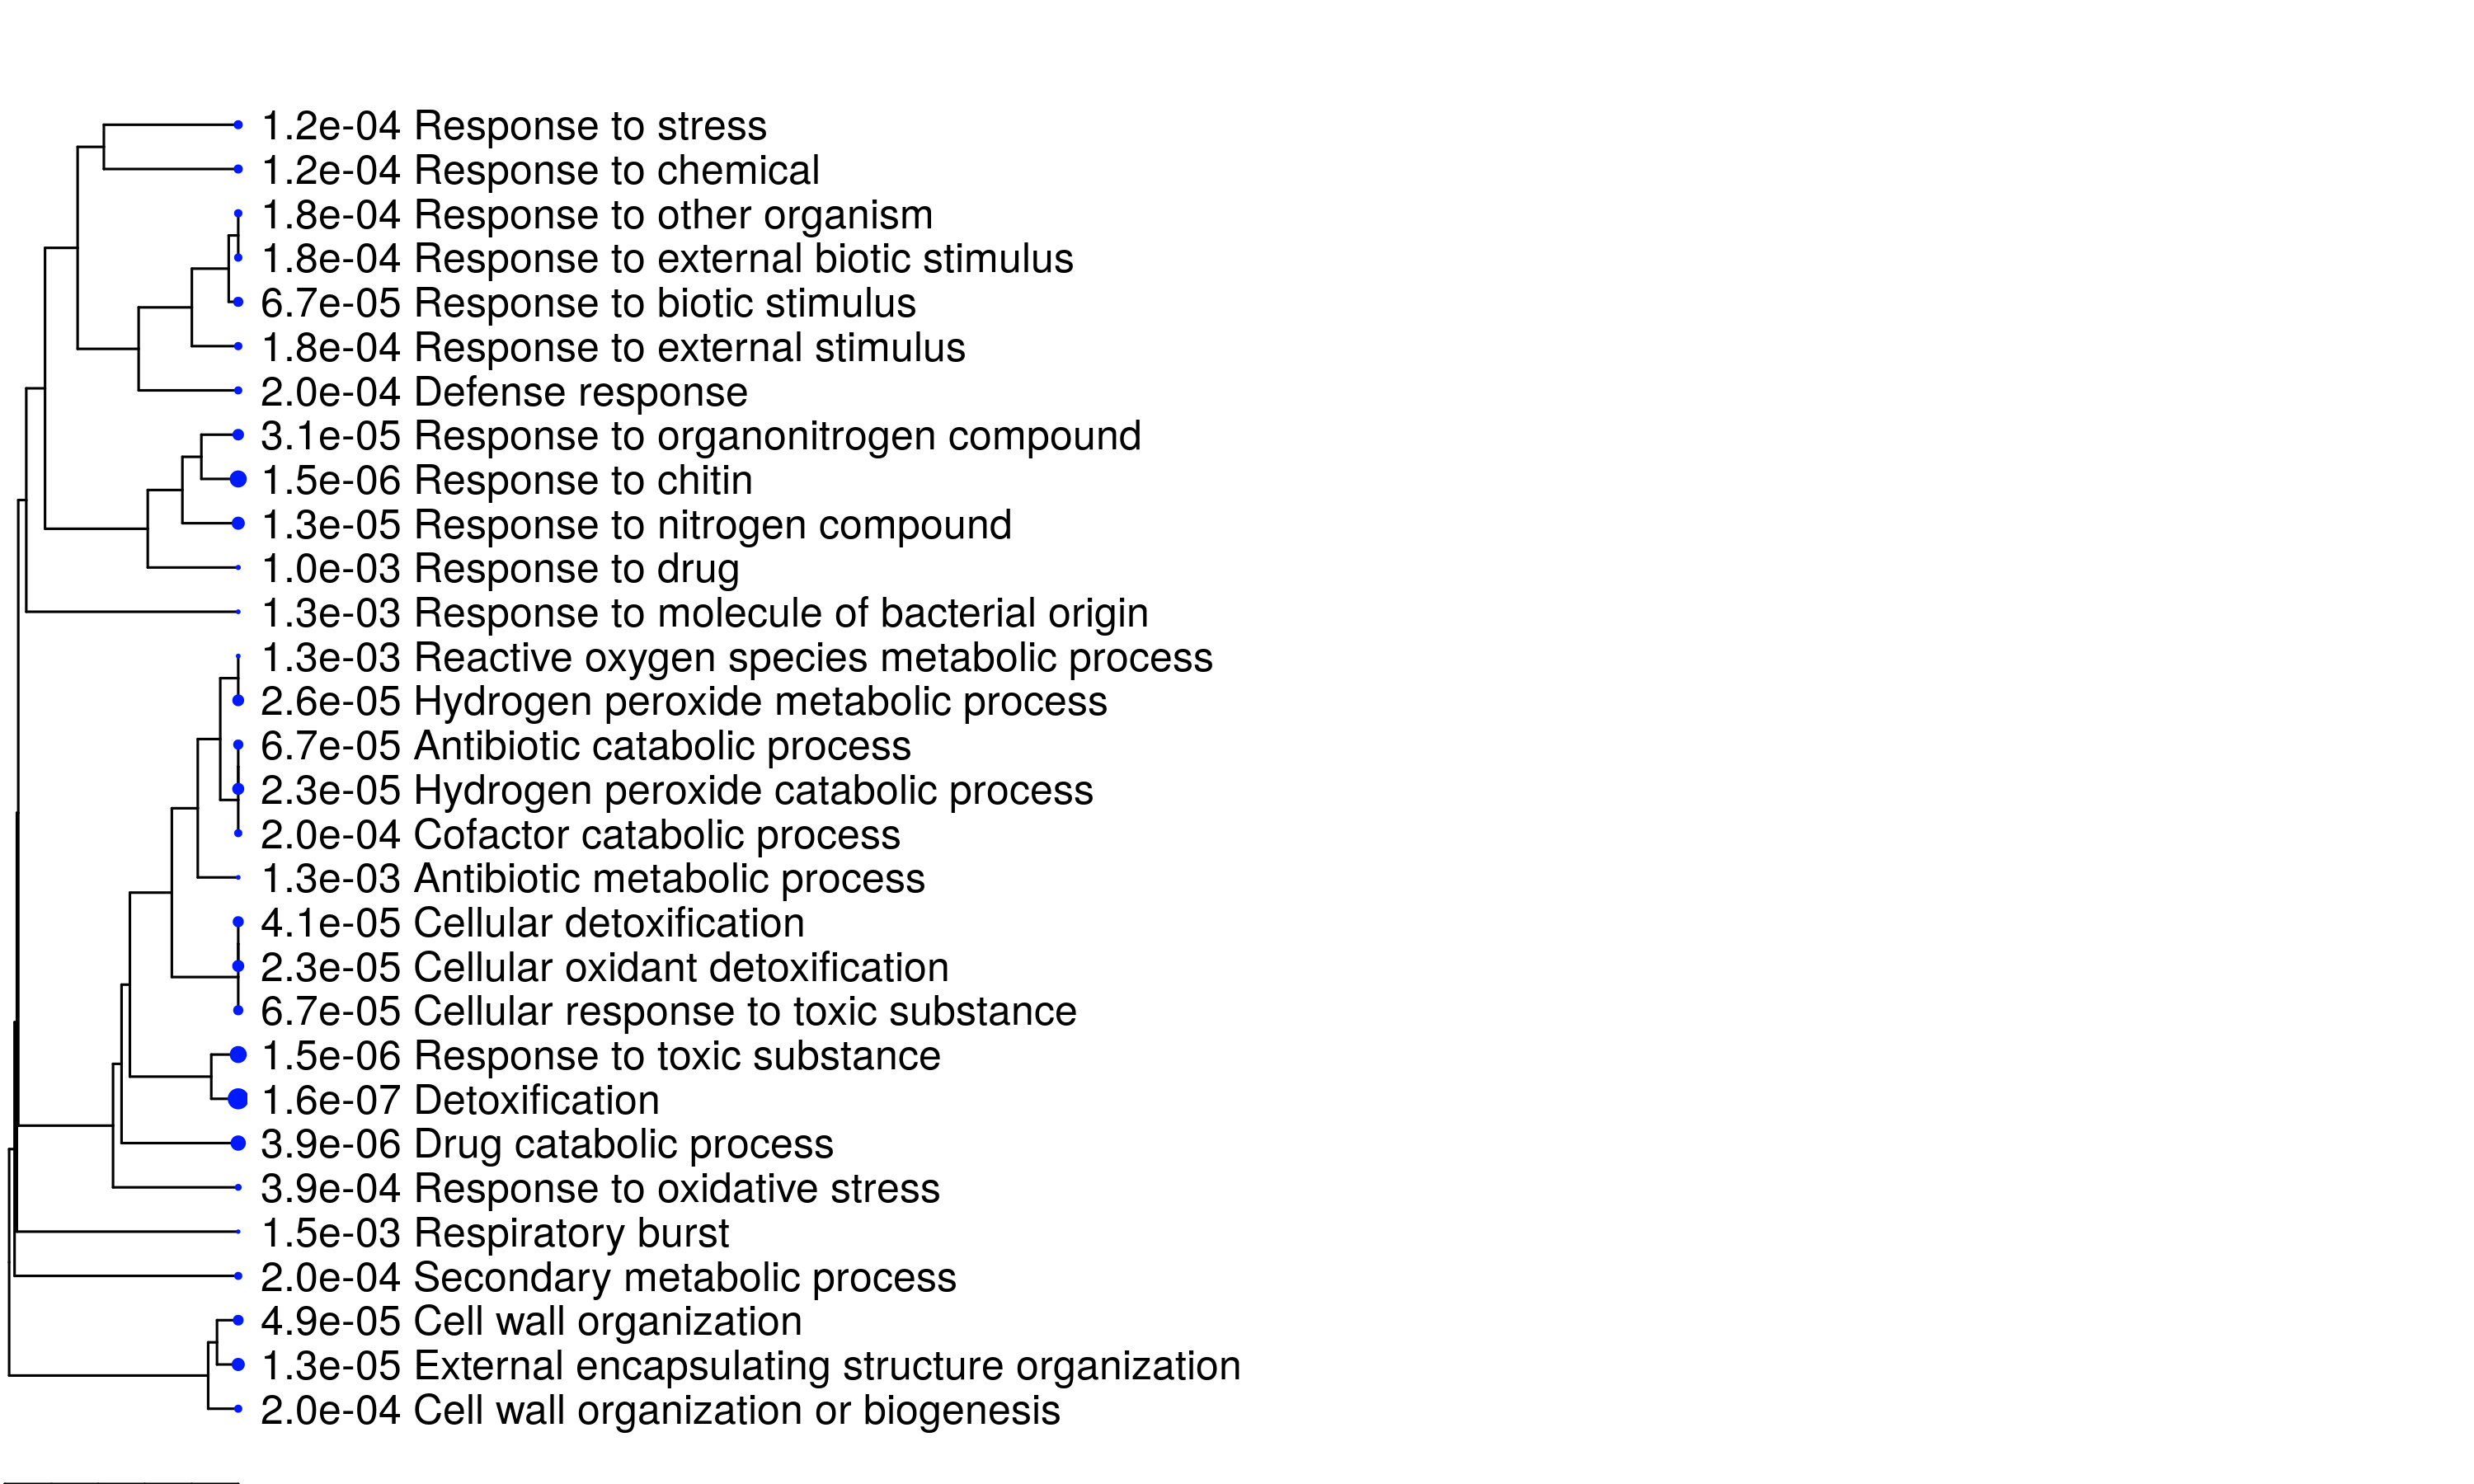 1.2e-04 Response to stress
1.2e-04 Response to chemical
1.8e-04 Response to other organism
1.8e-04 Response to external biotic stimulus
6.7e-05 Response to biotic stimulus
1.8e-04 Response to external stimulus
2.0e-04 Defense response
3.1e-05 Response to organonitrogen compound
1.5e-06 Response to chitin
1.3e-05 Response to nitrogen compound
1.0e-03 Response to drug
1.3e-03 Response to molecule of bacterial origin
1.3e-03 Reactive oxygen species metabolic process
2.6e-05 Hydrogen peroxide metabolic process
6.7e-05 Antibiotic catabolic process
2.3e-05 Hydrogen peroxide catabolic process
2.0e-04 Cofactor catabolic process
1.3e-03 Antibiotic metabolic process
4.1e-05 Cellular detoxification
2.3e-05 Cellular oxidant detoxification
6.7e-05 Cellular response to toxic substance
1.5e-06 Response to toxic substance
1.6e-07 Detoxification
3.9e-06 Drug catabolic process
3.9e-04 Response to oxidative stress
1.5e-03 Respiratory burst
2.0e-04 Secondary metabolic process
4.9e-05 Cell wall organization
1.3e-05 External encapsulating structure organization
2.0e-04 Cell wall organization or biogenesis